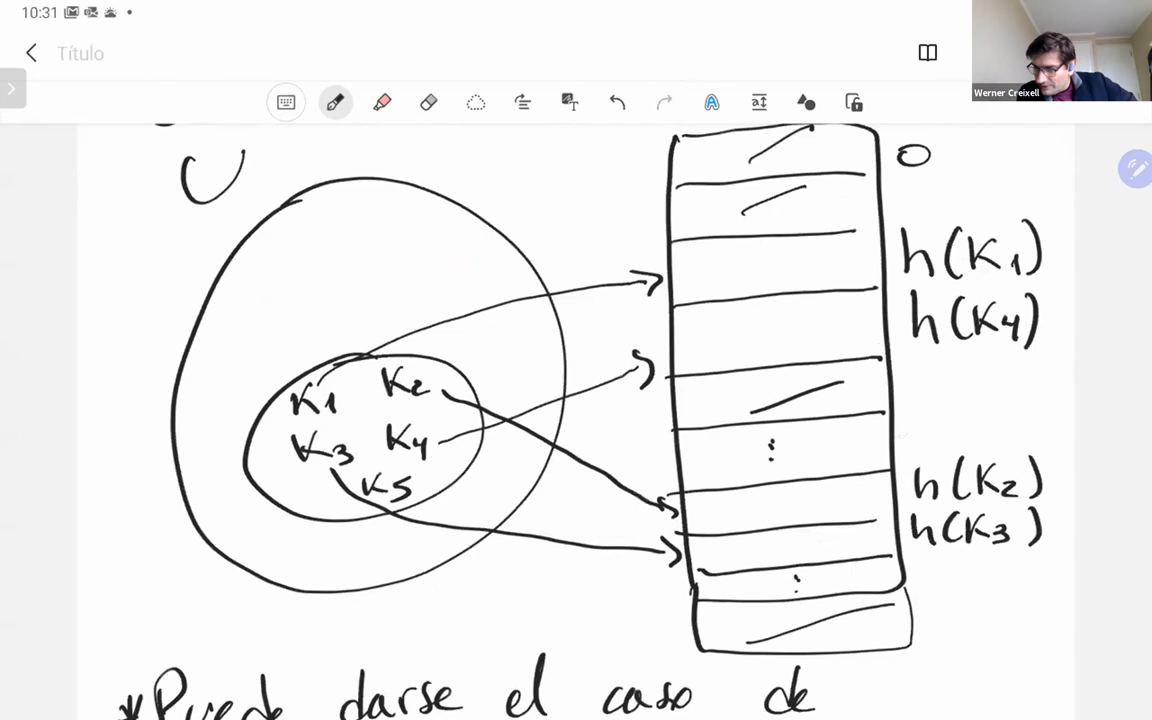 10:31
Título
Werner Creixell
U
0
h(K1)
h(K4)
K1 K2
K3 K4
K5
h(K2)
h(K3)
*Puede darse el caso de